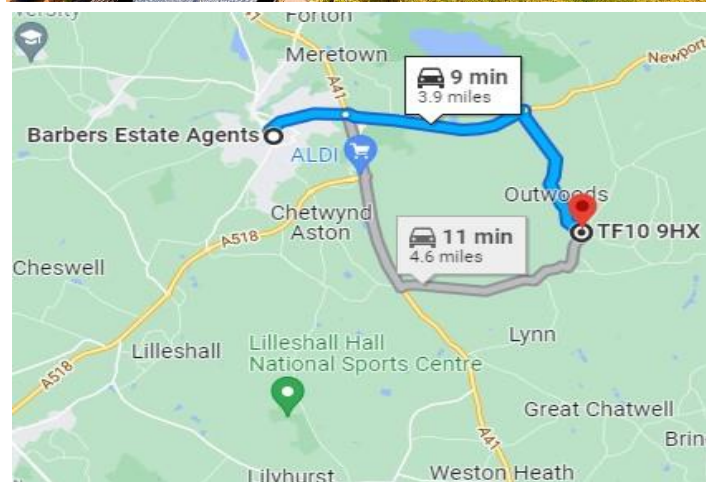 versity
Forton
Meretown
A41
Newport
9 min
3.9 miles
Barbers Estate Agents
ALDI
Outwoods
TF10 9HX
Chetwynd
Aston
A518
11 min
4.6 miles
Cheswell
Lynn
Lilleshall
Lilleshall Hall
National Sports Centre
A518
Great Chatwell
A41
Brin
Lilyhurst
Weston Heath